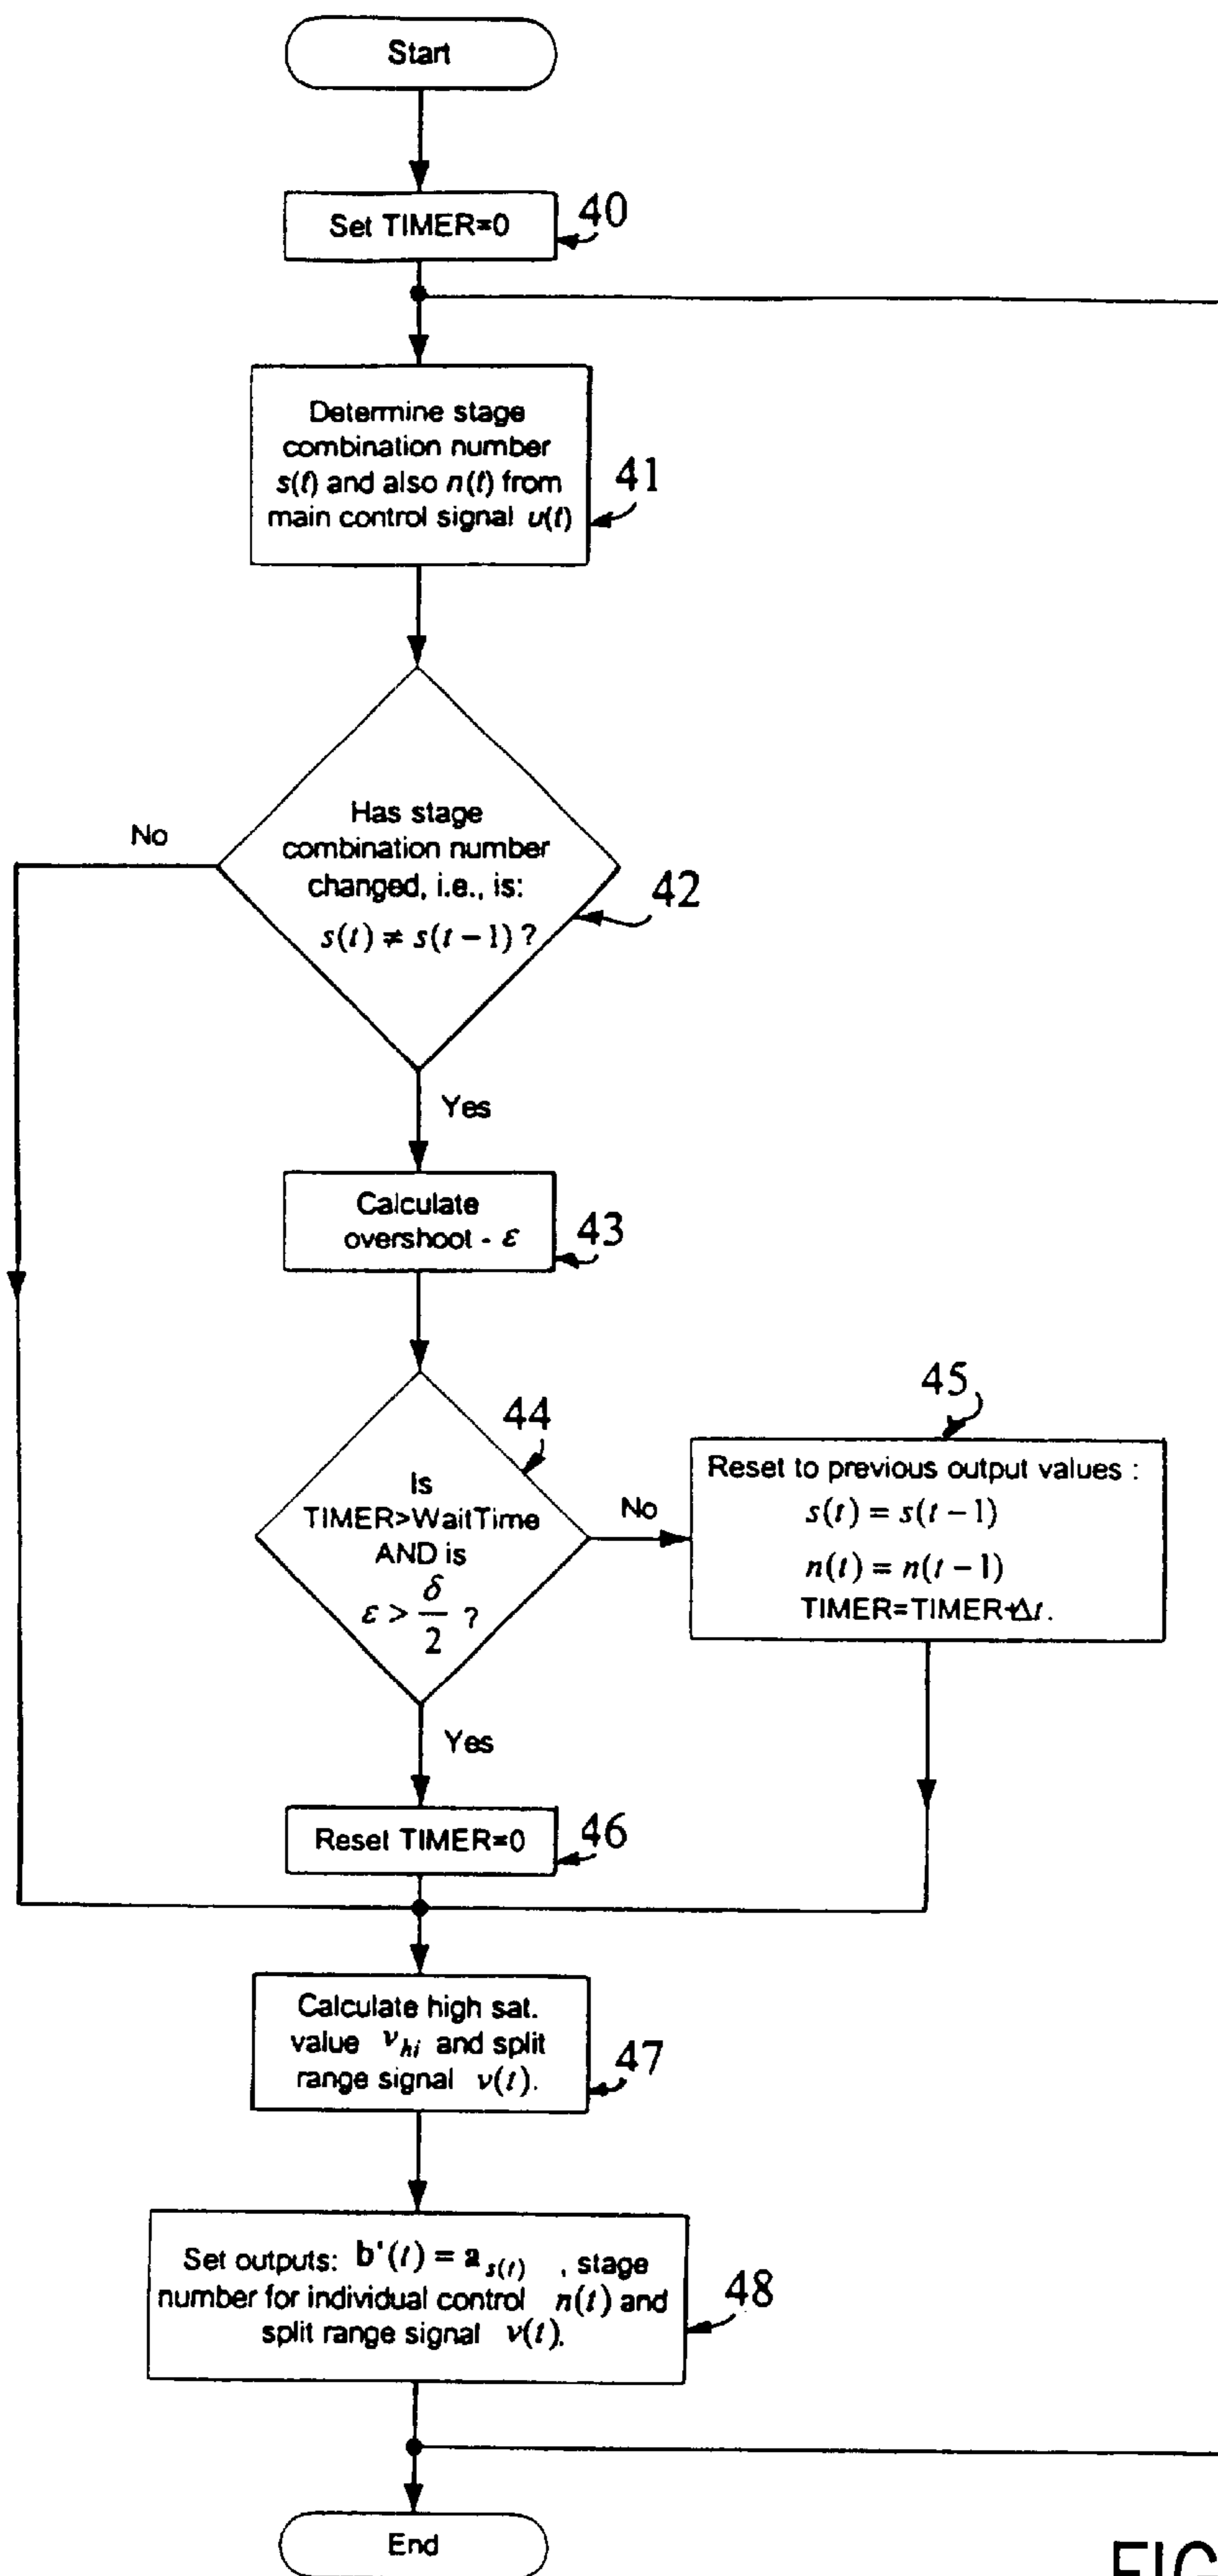 Start
Set TIMER=0
40
Determine stage
combination number
s(t) and also n(t) from
main control signal u(t)
41
Has stage
combination number
changed, i.e., is:
s(t) ≠ s(t − 1) ?
42
No
Yes
Calculate
overshoot - ε
43
44
Is
TIMER>WaitTime
AND is
ε > δ/2 ?
No
45
Reset to previous output values :
s(t) = s(t − 1)
n(t) = n(t − 1)
TIMER=TIMER+Δt.
Yes
Reset TIMER=0
46
Calculate high sat.
value ν_hi and split
range signal ν(t).
47
Set outputs: b'(t) = a_s(t) , stage
number for individual control n(t) and
split range signal ν(t).
48
End
FIG